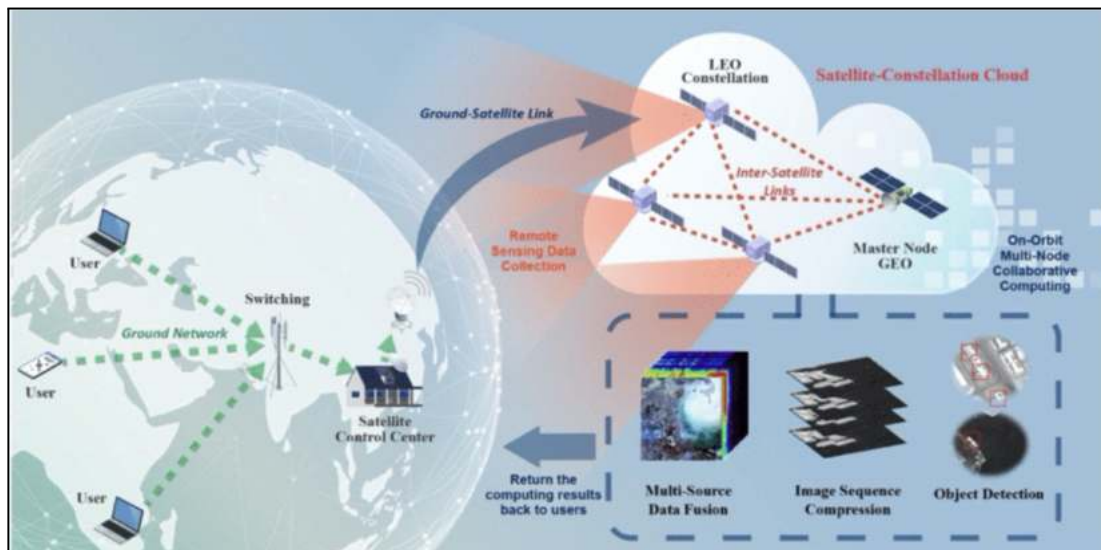 LEO
Constellation
Satellite-Constellation Cloud
Ground-Satellite Link
Inter-Satellite
Links
Remote
Sensing Data
Collection
Master Node
GEO
On-Orbit
Multi-Node
Collaborative
Computing
User
Switching
Ground Network
User
Satellite
Control Center
User
Return the
computing results
back to users
Multi-Source
Data Fusion
Image Sequence
Compression
Object Detection